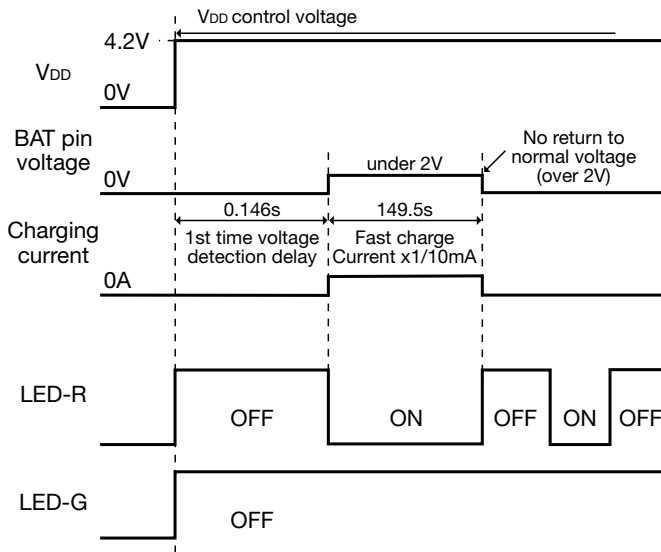 VDD control voltage
4.2V
VDD
0V
BAT pin
voltage
0V
under 2V
No return to
normal voltage
(over 2V)
0.146s
149.5s
Charging
current
1st time voltage
detection delay
Fast charge
Current x1/10mA
0A
LED-R
OFF
ON
OFF
ON
OFF
LED-G
OFF